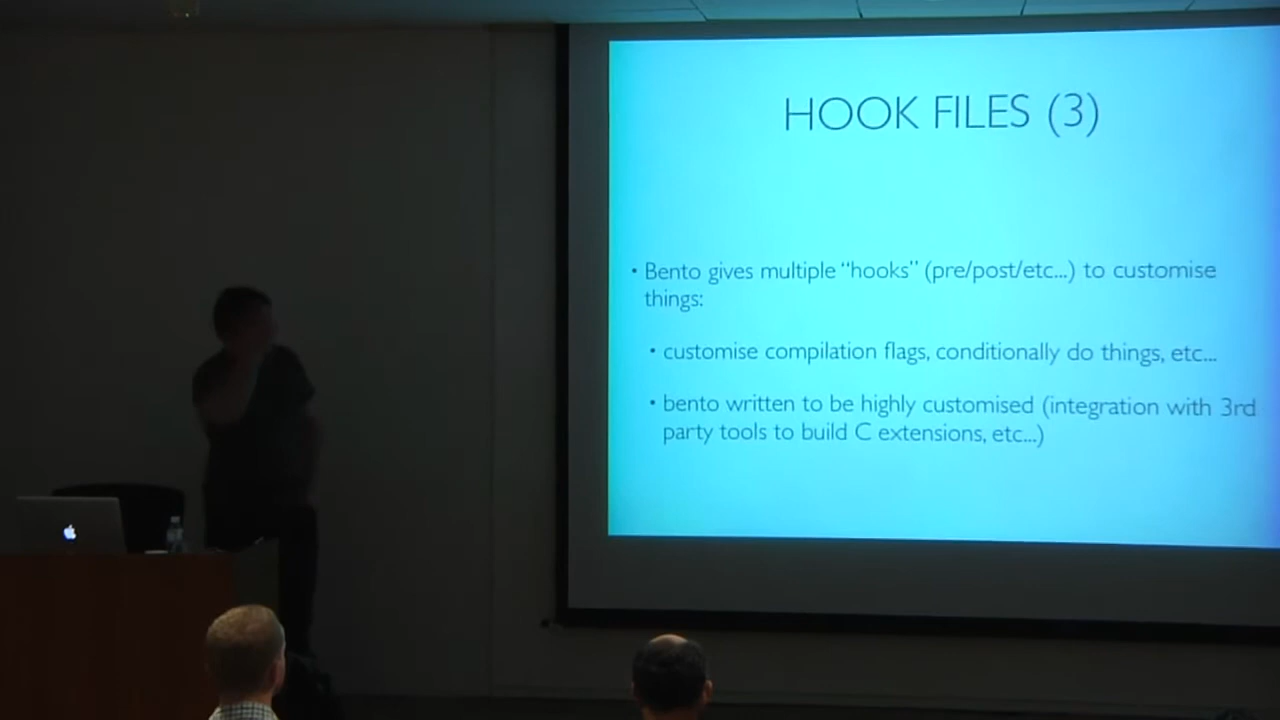 HOOK FILES (3)
• Bento gives multiple “hooks” (pre/post/etc...) to customise
things:
• customise compilation flags, conditionally do things, etc...
• bento written to be highly customised (integration with 3rd
party tools to build C extensions, etc...)